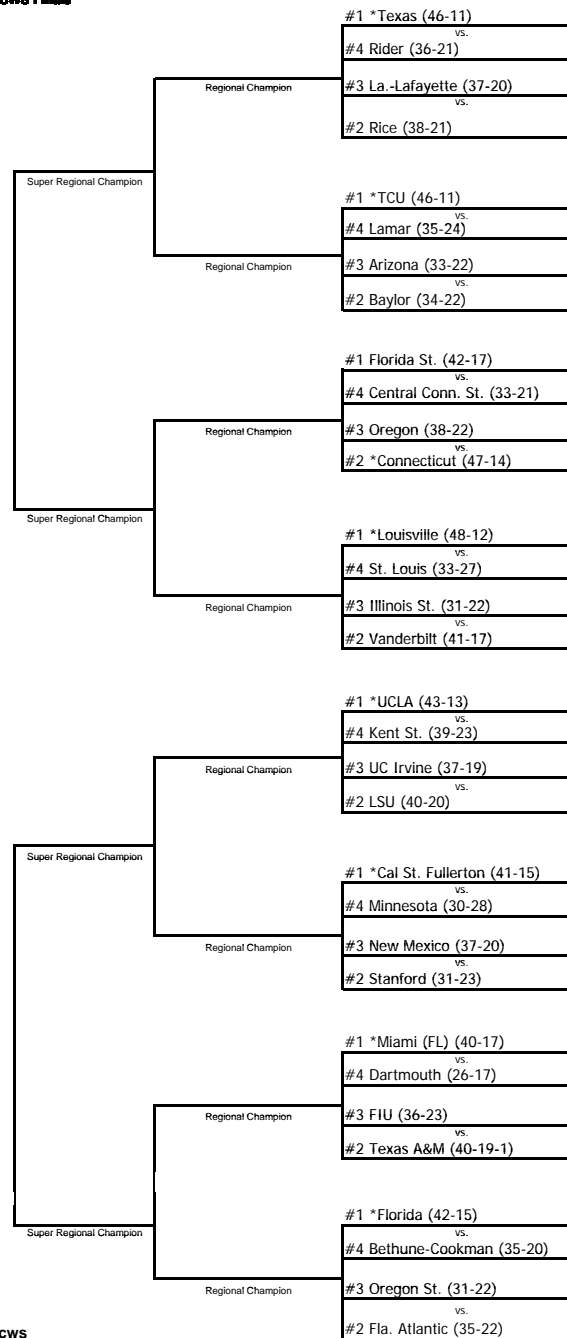 #1 *Texas (46-11)
vs.
#4 Rider (36-21)
Regional Champion
#3 La.-Lafayette (37-20)
vs.
#2 Rice (38-21)
Super Regional Champion
#1 *TCU (46-11)
vs.
#4 Lamar (35-24)
Regional Champion
#3 Arizona (33-22)
vs.
#2 Baylor (34-22)
#1 Florida St. (42-17)
vs.
#4 Central Conn. St. (33-21)
Regional Champion
#3 Oregon (38-22)
vs.
#2 *Connecticut (47-14)
Super Regional Champion
#1 *Louisville (48-12)
vs.
#4 St. Louis (33-27)
Regional Champion
#3 Illinois St. (31-22)
vs.
#2 Vanderbilt (41-17)
#1 *UCLA (43-13)
vs.
#4 Kent St. (39-23)
Regional Champion
#3 UC Irvine (37-19)
vs.
#2 LSU (40-20)
Super Regional Champion
#1 *Cal St. Fullerton (41-15)
vs.
#4 Minnesota (30-28)
Regional Champion
#3 New Mexico (37-20)
vs.
#2 Stanford (31-23)
#1 *Miami (FL) (40-17)
vs.
#4 Dartmouth (26-17)
Regional Champion
#3 FIU (36-23)
vs.
#2 Texas A&M (40-19-1)
Super Regional Champion
#1 *Florida (42-15)
vs.
#4 Bethune-Cookman (35-20)
Regional Champion
#3 Oregon St. (31-22)
vs.
#2 Fla. Atlantic (35-22)
cws